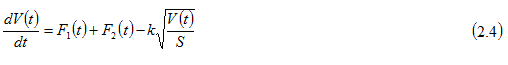 dV(t)/dt = F₁(t) + F₂(t) − k√(V(t)/S) (2.4)